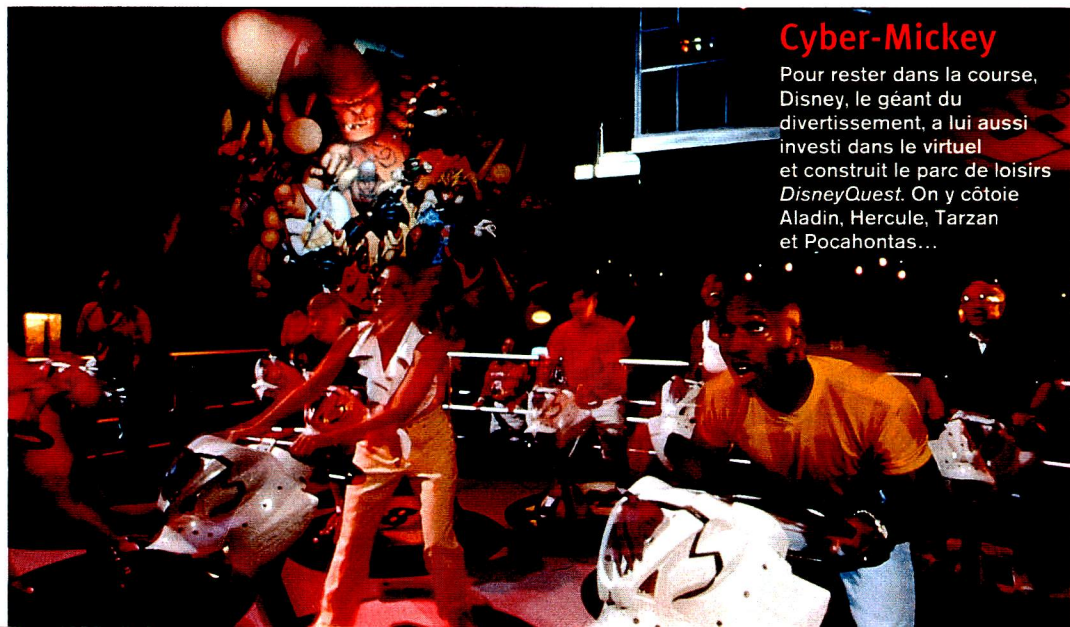 Cyber-Mickey
Pour rester dans la course,
Disney, le géant du
divertissement, a lui aussi
investi dans le virtuel
et construit le parc de loisirs
DisneyQuest. On y côtoie
Aladin, Hercule, Tarzan
et Pocahontas...